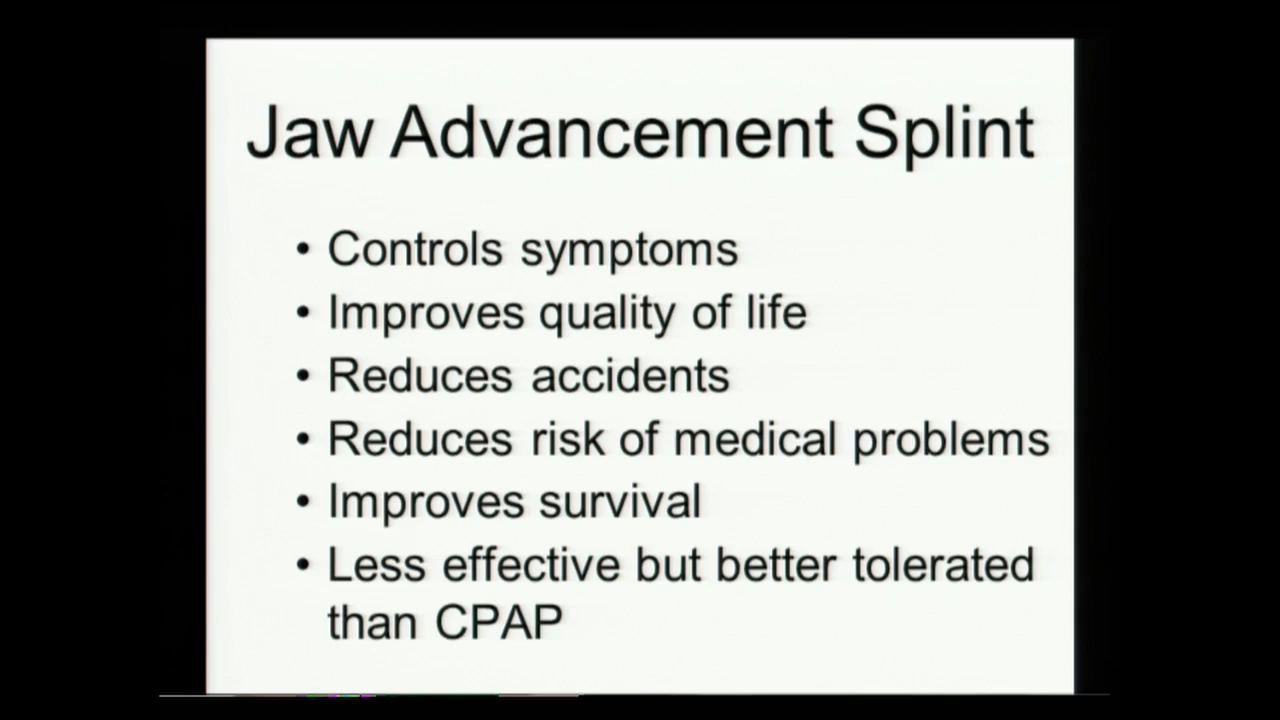 Jaw Advancement Splint
• Controls symptoms
• Improves quality of life
• Reduces accidents
• Reduces risk of medical problems
• Improves survival
• Less effective but better tolerated
than CPAP